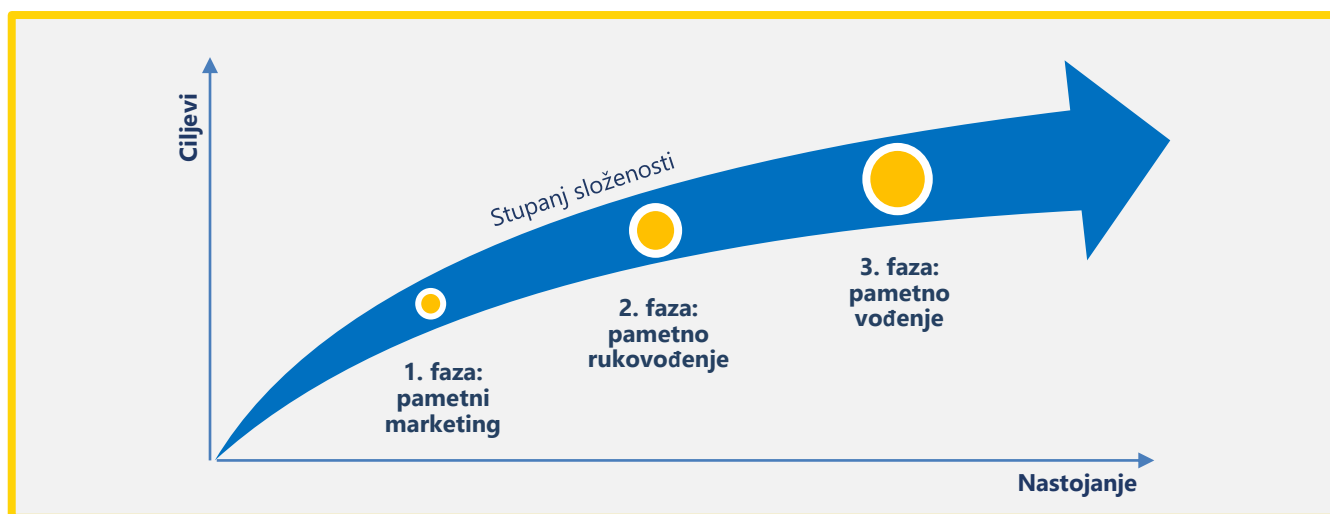 Ciljevi
Stupanj složenosti
1. faza:
pametni
marketing
2. faza:
pametno
rukovođenje
3. faza:
pametno
vođenje
Nastojanje